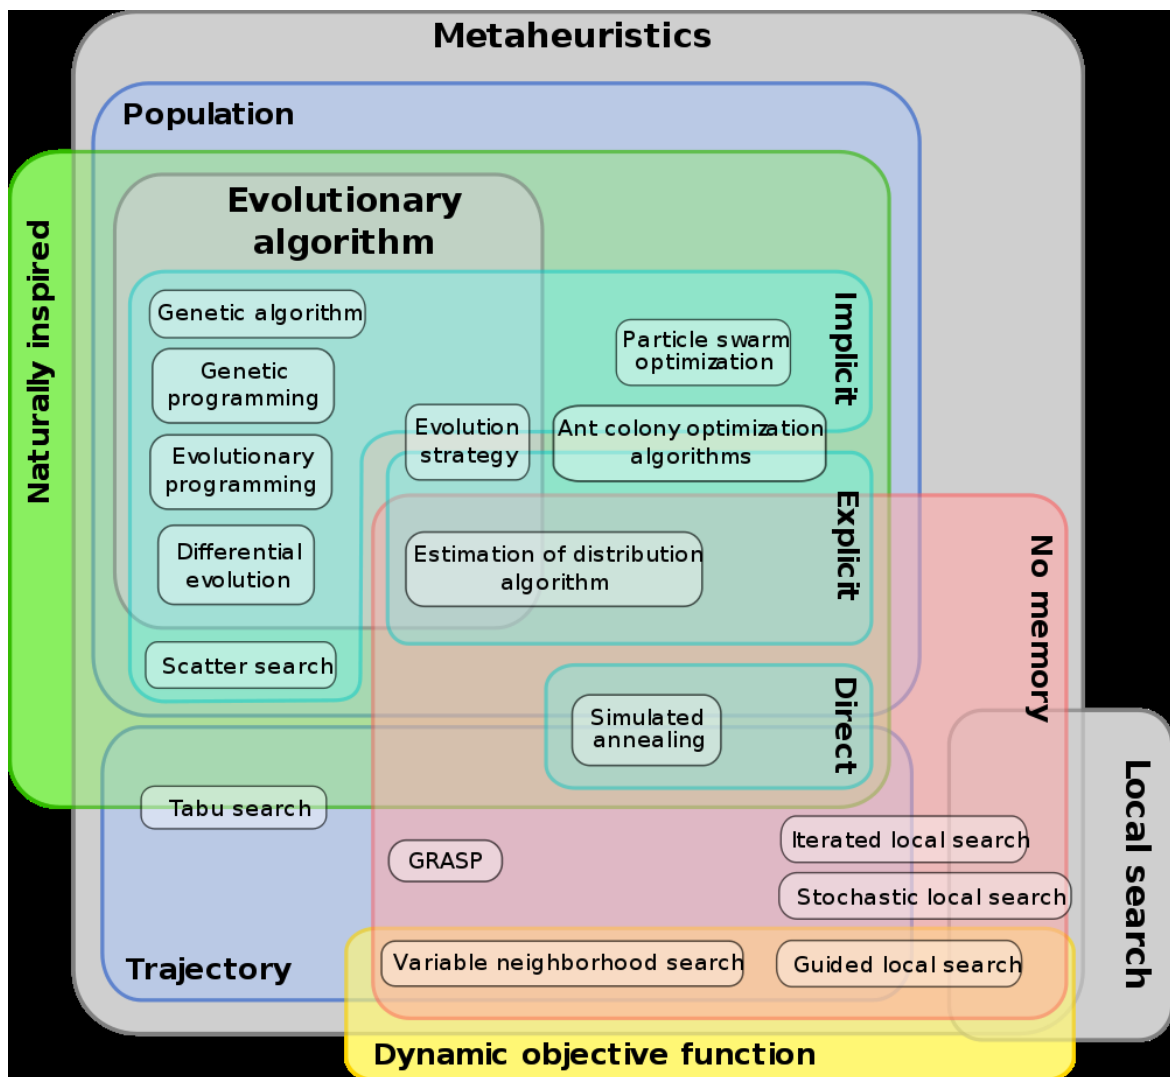 Metaheuristics
Population
Evolutionary
algorithm
Naturally inspired
Genetic algorithm
Implicit
Particle swarm
optimization
Genetic
programming
Evolution
strategy
Ant colony optimization
algorithms
Evolutionary
programming
Explicit
No memory
Differential
evolution
Estimation of distribution
algorithm
Scatter search
Direct
Simulated
annealing
Local search
Tabu search
Iterated local search
GRASP
Stochastic local search
Trajectory
Variable neighborhood search
Guided local search
Dynamic objective function